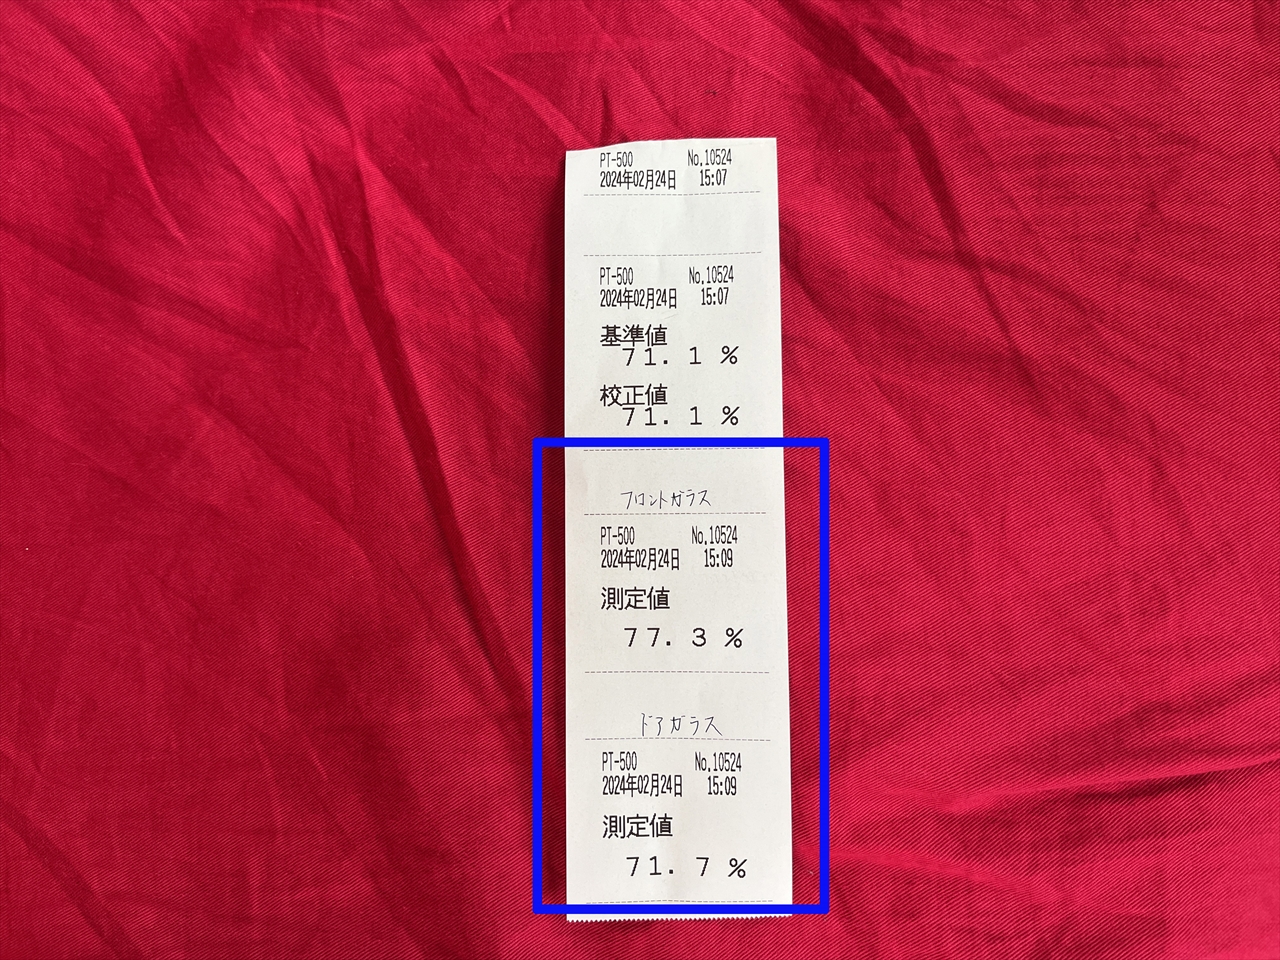 PT-500 No.10524
2024年02月24日 15:07
PT-500 No.10524
2024年02月24日 15:07
基準値
71.1 %
校正値
71.1 %
フロントガラス
PT-500 No.10524
2024年02月24日 15:09
測定値
77.3 %
ドアガラス
PT-500 No.10524
2024年02月24日 15:09
測定値
71.7 %